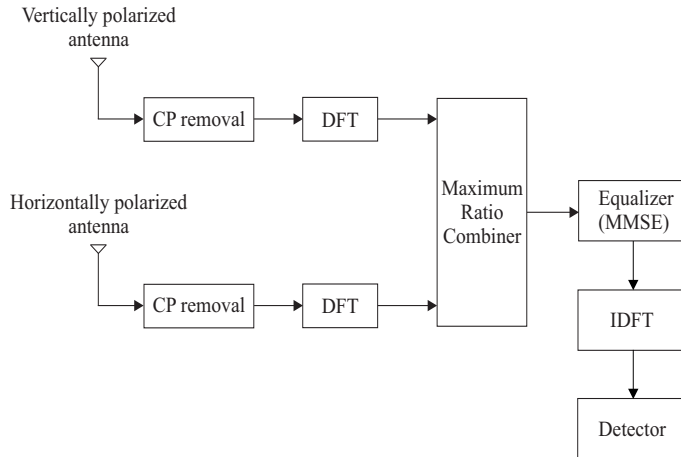 Vertically polarized
antenna
CP removal
DFT
Maximum
Ratio
Combiner
Equalizer
(MMSE)
Horizontally polarized
antenna
CP removal
DFT
IDFT
Detector